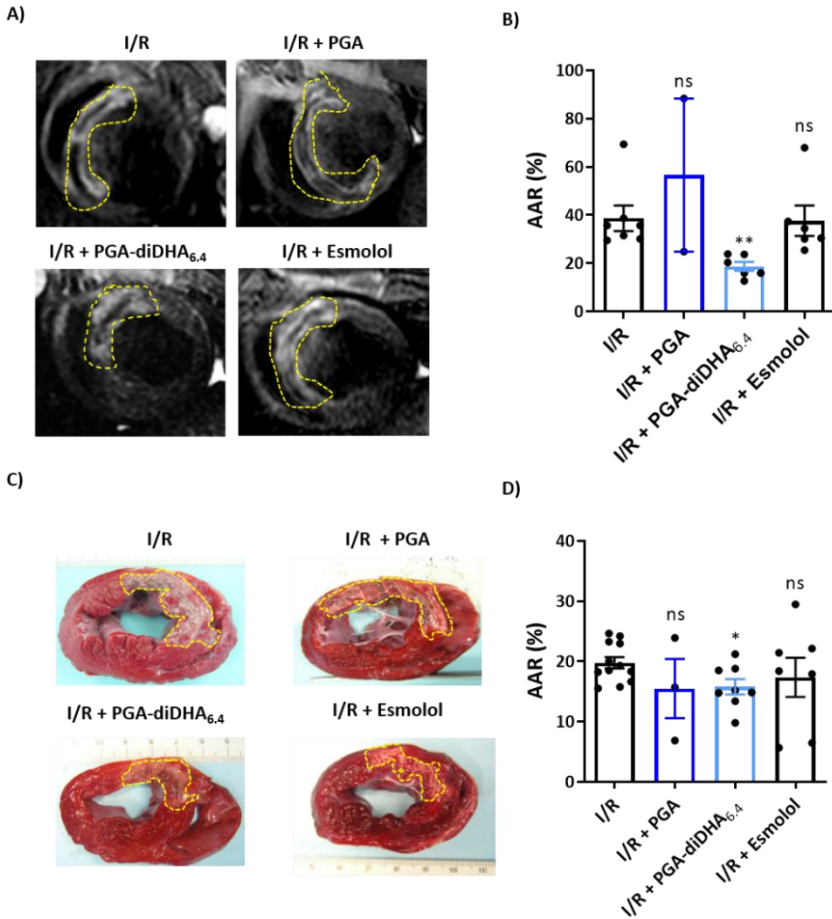 A)
I/R
I/R + PGA
I/R + PGA-diDHA6.4
I/R + Esmolol
B)
AAR (%)
100
80
60
40
20
0
ns
**
ns
I/R
I/R + PGA
I/R + PGA-diDHA6.4
I/R + Esmolol
C)
I/R
I/R + PGA
I/R + PGA-diDHA6.4
I/R + Esmolol
D)
AAR (%)
40
30
20
10
0
ns
*
ns
I/R
I/R + PGA
I/R + PGA-diDHA6.4
I/R + Esmolol